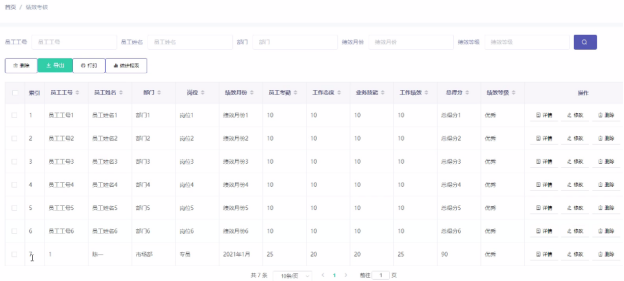 首页 / 绩效考核
员工工号 员工工号 员工姓名 员工姓名 部门 部门 绩效月份 绩效月份 绩效等级 绩效等级
删除 导出 打印 统计报表
索引 员工工号 员工姓名 部门 岗位 绩效月份 员工考勤 工作态度 业务技能 工作绩效 总得分 绩效等级 操作
1 员工工号1 员工姓名1 部门1 岗位1 绩效月份1 10 10 10 10 总得分1 优秀 详情 修改 删除
2 员工工号2 员工姓名2 部门2 岗位2 绩效月份2 10 10 10 10 总得分2 优秀 详情 修改 删除
3 员工工号3 员工姓名3 部门3 岗位3 绩效月份3 10 10 10 10 总得分3 优秀 详情 修改 删除
4 员工工号4 员工姓名4 部门4 岗位4 绩效月份4 10 10 10 10 总得分4 优秀 详情 修改 删除
5 员工工号5 员工姓名5 部门5 岗位5 绩效月份5 10 10 10 10 总得分5 优秀 详情 修改 删除
6 员工工号6 员工姓名6 部门6 岗位6 绩效月份6 10 10 10 10 总得分6 优秀 详情 修改 删除
7 1 市场部 专员 2021年1月 25 20 20 25 90 优秀 详情 修改 删除
共 7 条 10条/页 1 前往 1 页